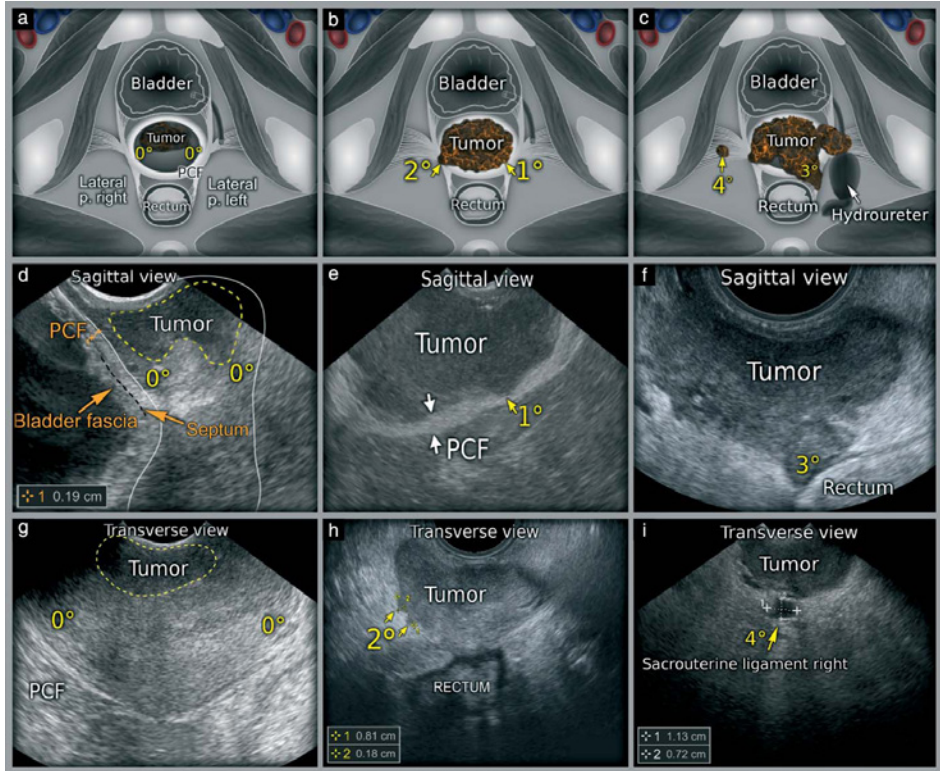 a
Bladder
Tumor
0°
0°
PCF
Lateral
p. right
Lateral
p. left
Rectum
b
Bladder
Tumor
2°
1°
Rectum
c
Bladder
Tumor
4°
3°
Rectum
Hydroureter
d
Sagittal view
PCF
Tumor
0°
0°
Bladder fascia
Septum
1 0.19 cm
e
Sagittal view
Tumor
1°
PCF
f
Sagittal view
Tumor
3°
Rectum
g
Transverse view
Tumor
0°
0°
PCF
h
Transverse view
Tumor
2°
RECTUM
1 0.81 cm
2 0.18 cm
i
Transverse view
Tumor
4°
Sacrouterine ligament right
1 1.13 cm
2 0.72 cm